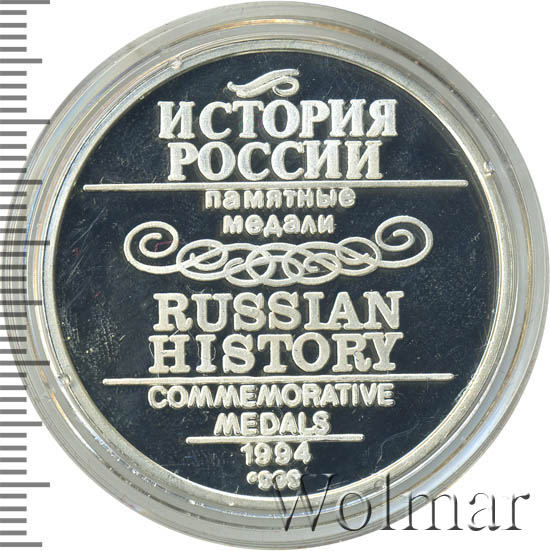 ИСТОРИЯ
РОССИИ
памятные
медали
RUSSIAN
HISTORY
COMMEMORATIVE
MEDALS
1994
Wolmar